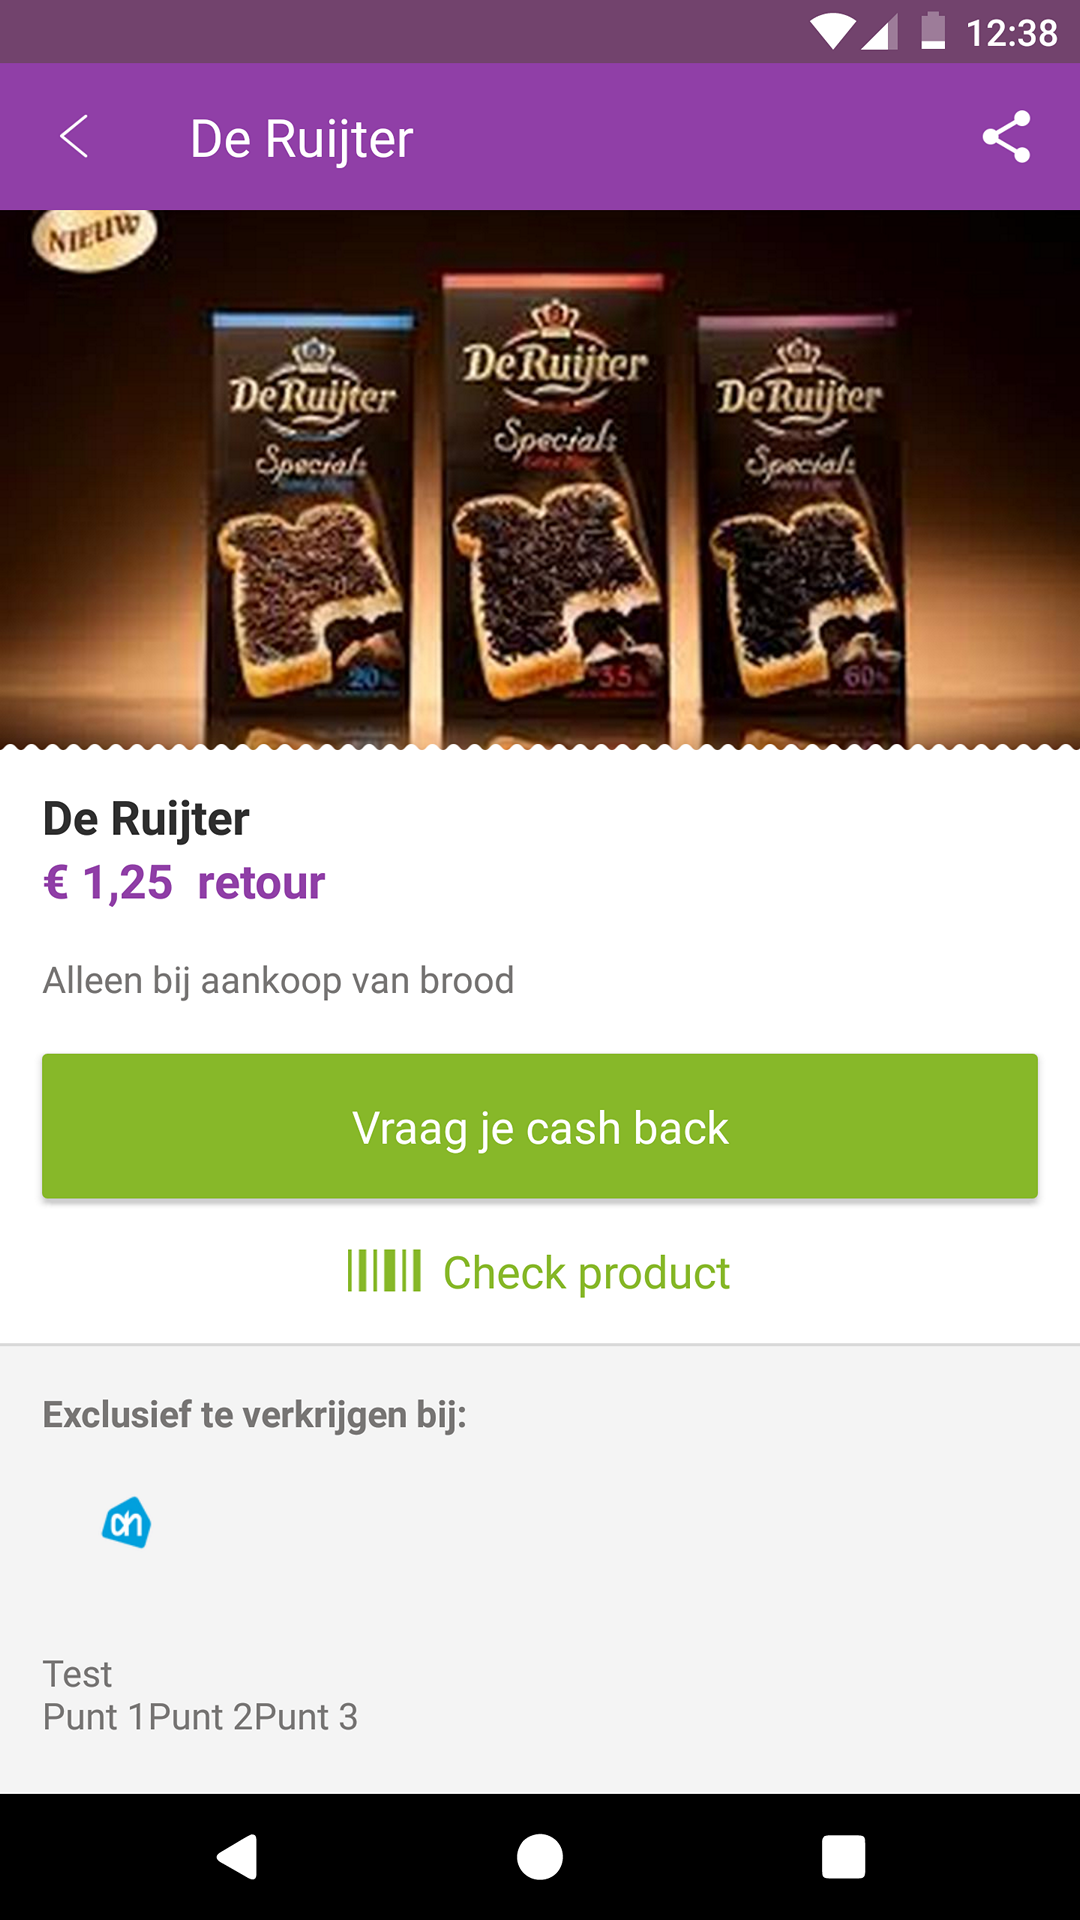 12:38
De Ruijter
NIEUW
De Ruijter
Specials
20%
De Ruijter
Specials
35%
De Ruijter
Specials
60%
De Ruijter
€ 1,25 retour
Alleen bij aankoop van brood
Vraag je cash back
Check product
Exclusief te verkrijgen bij:
ah
Test
Punt 1Punt 2Punt 3